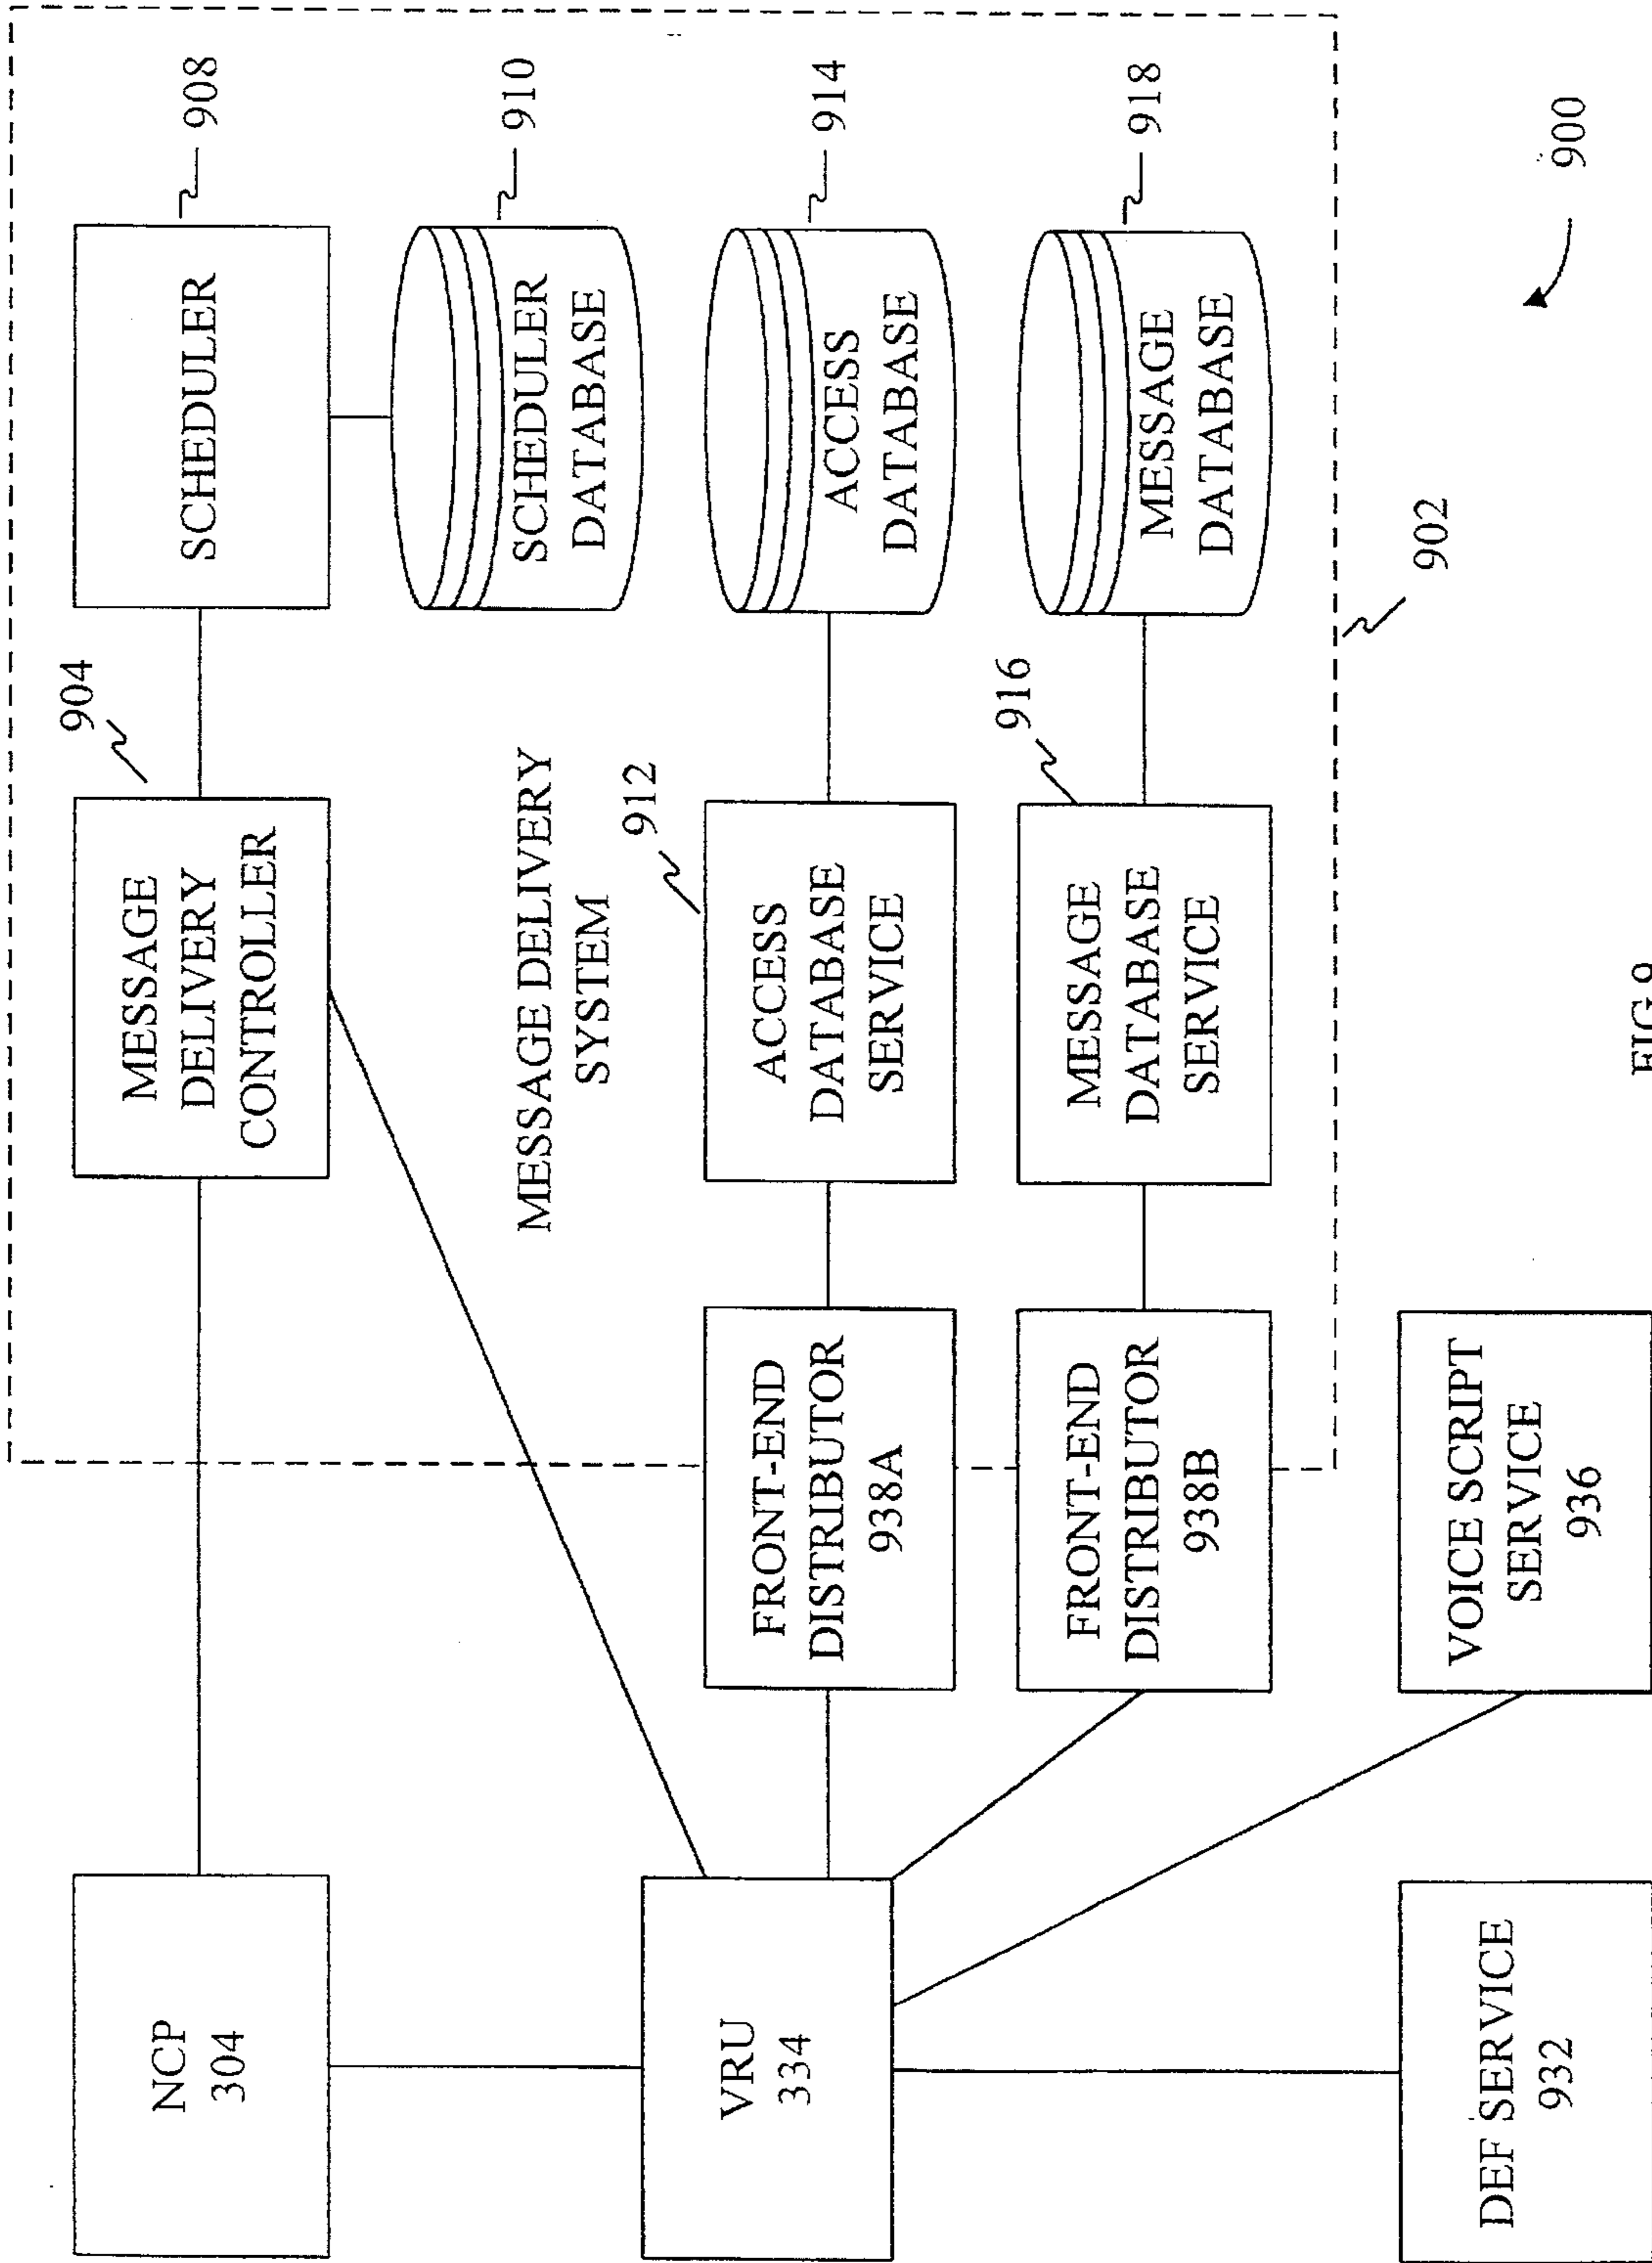 NCP
304
MESSAGE
DELIVERY
CONTROLLER
904
SCHEDULER
908
SCHEDULER
DATABASE
910
MESSAGE DELIVERY
SYSTEM
VRU
334
FRONT-END
DISTRIBUTOR
938A
ACCESS
DATABASE
SERVICE
912
ACCESS
DATABASE
914
FRONT-END
DISTRIBUTOR
938B
MESSAGE
DATABASE
SERVICE
916
MESSAGE
DATABASE
918
902
DEF SERVICE
932
VOICE SCRIPT
SERVICE
936
900
FIG.9